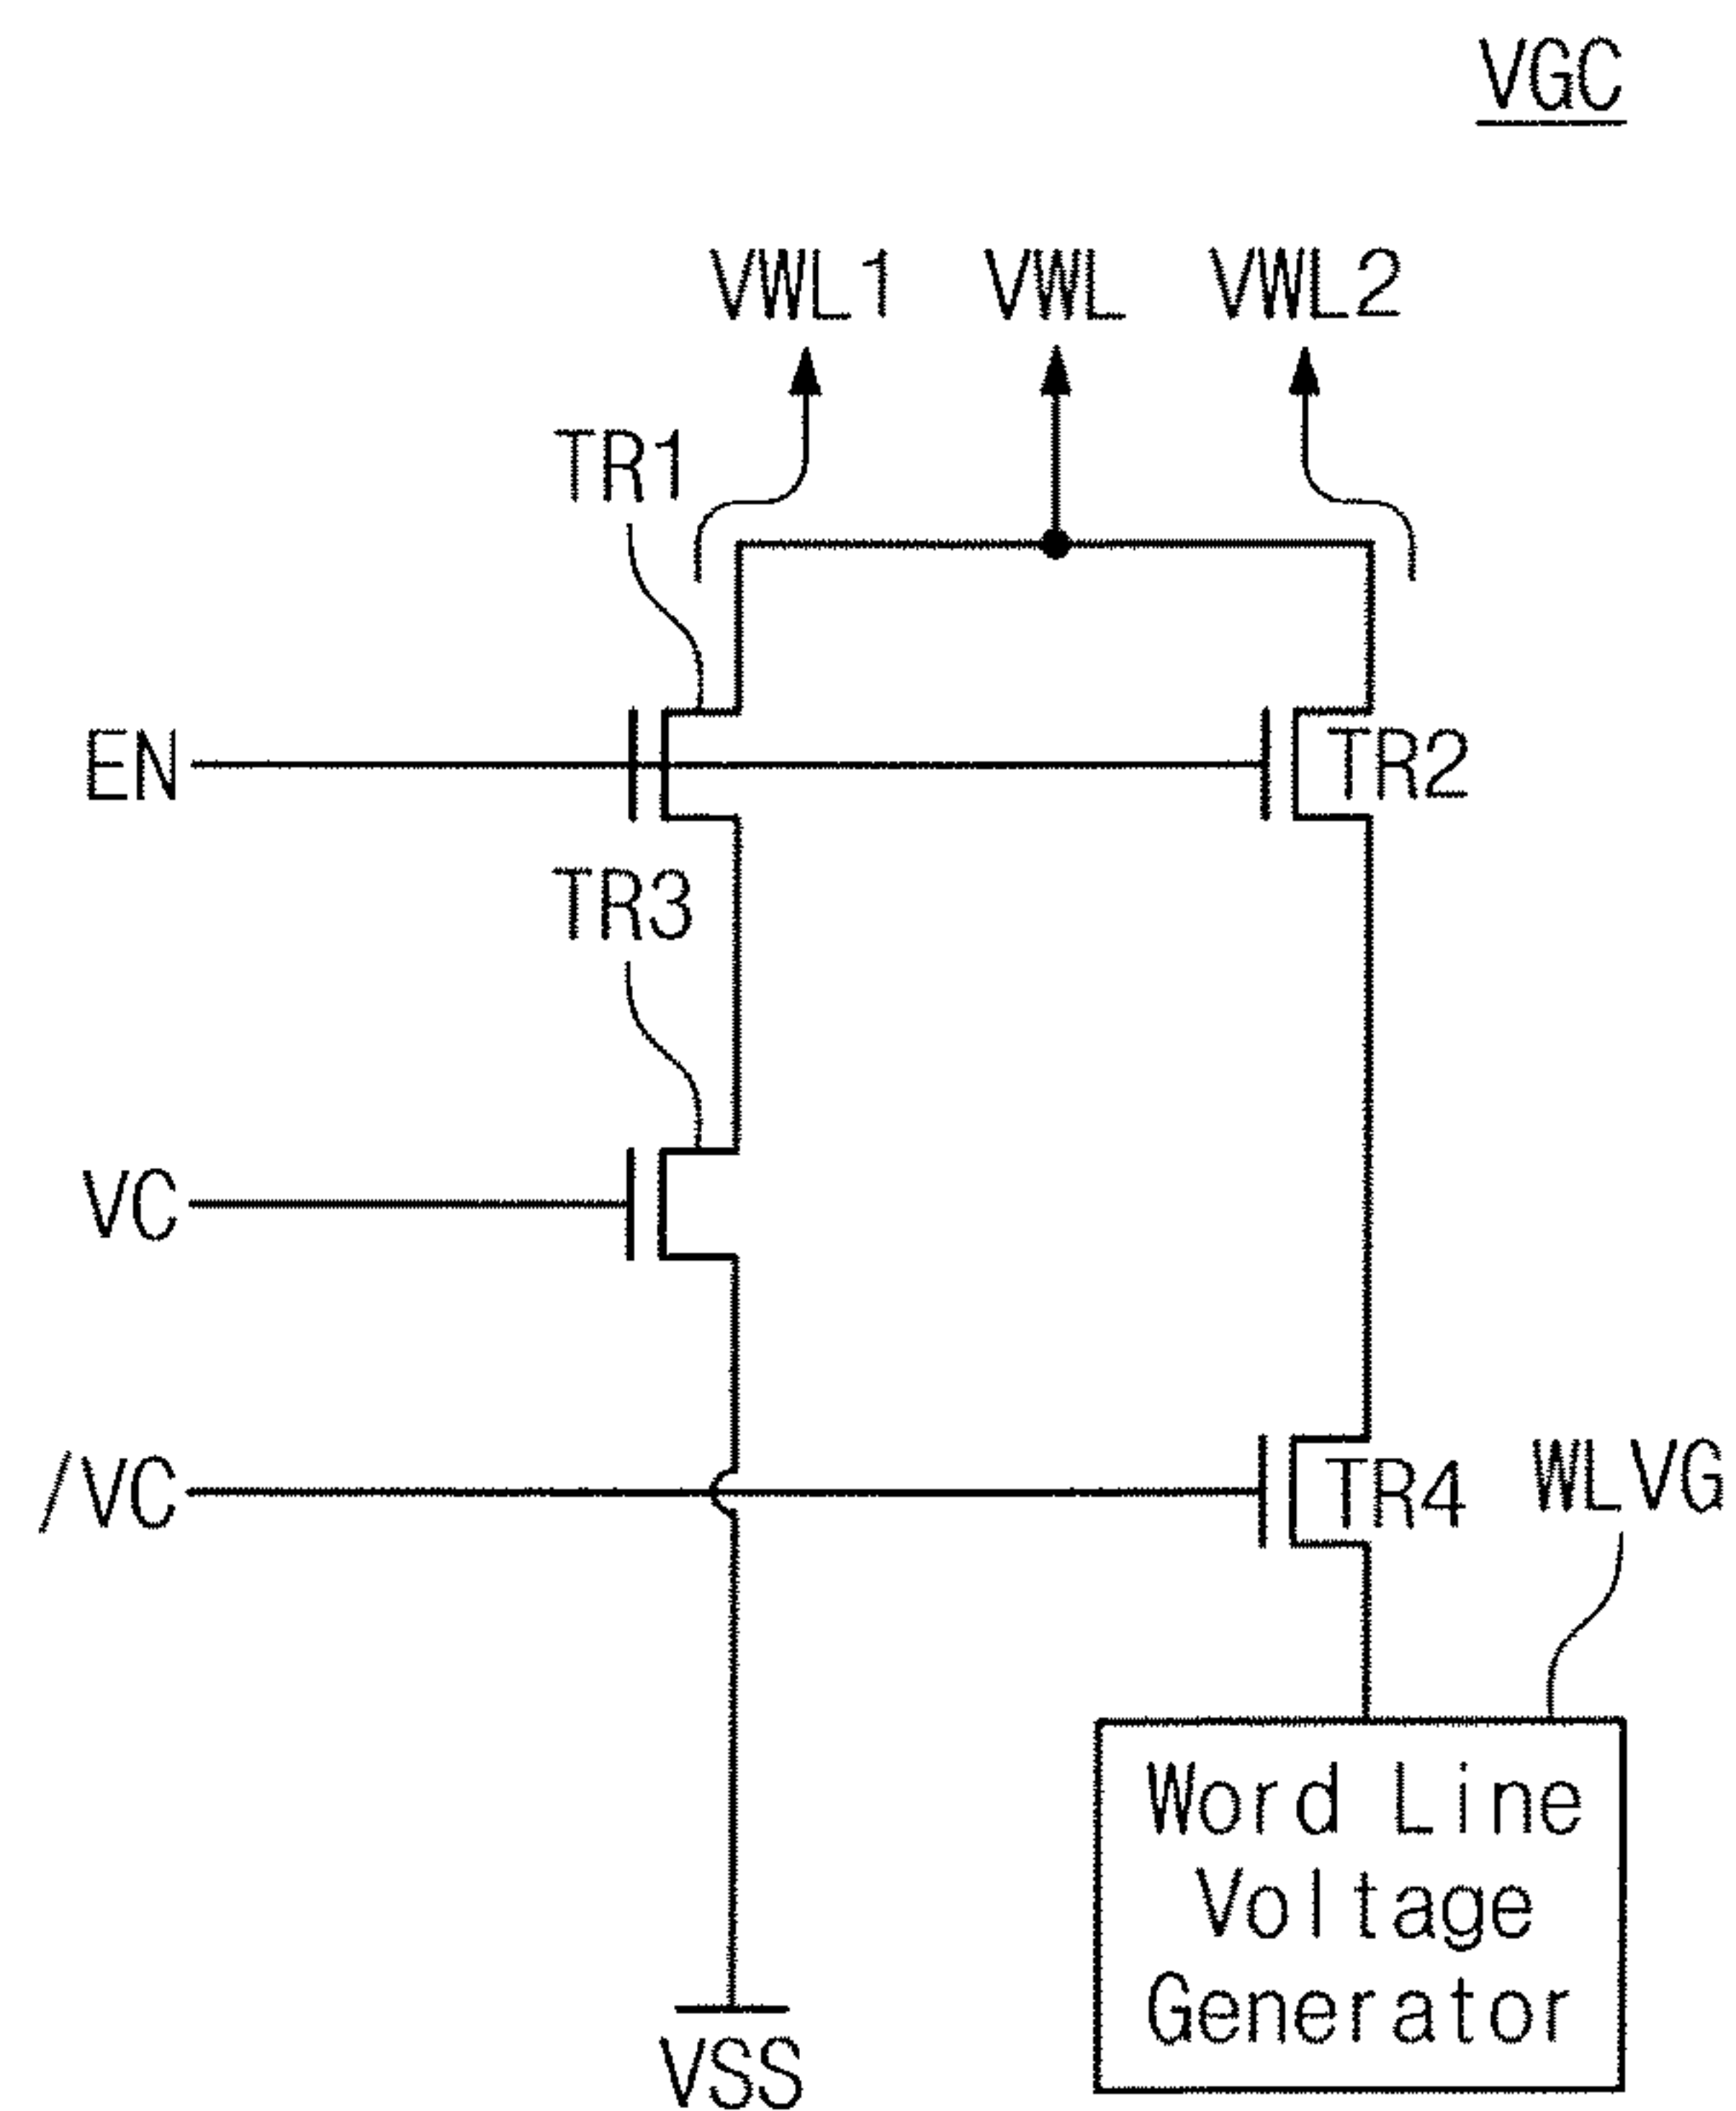 VGC
VWL1 VWL VWL2
TR1
EN
TR2
TR3
VC
/VC
TR4
WLVG
Word Line
Voltage
Generator
VSS